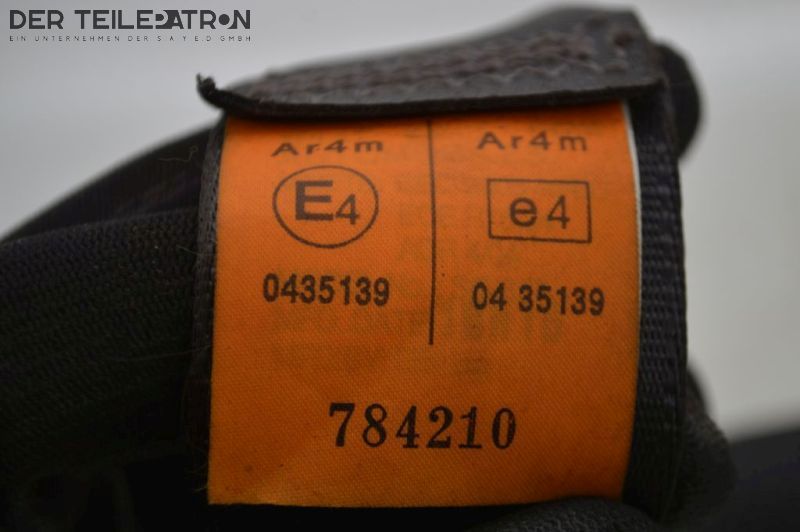 DER TEILEPATRON
EIN UNTERNEHMEN DER S A Y E D GMBH
Ar4m Ar4m
E4 e4
0435139 04 35139
784210